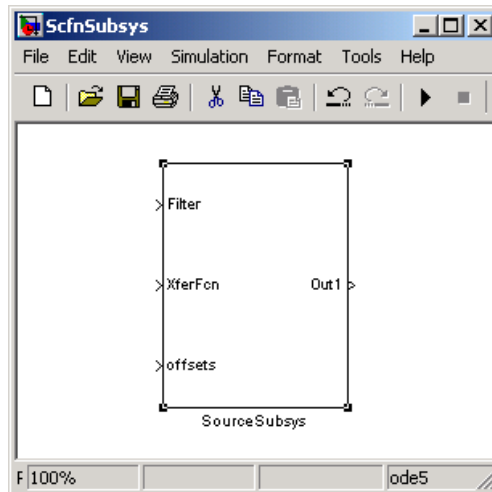 ScfnSubsys
File Edit View Simulation Format Tools Help
Filter
XferFcn Out1
offsets
SourceSubsys
F 100% ode5